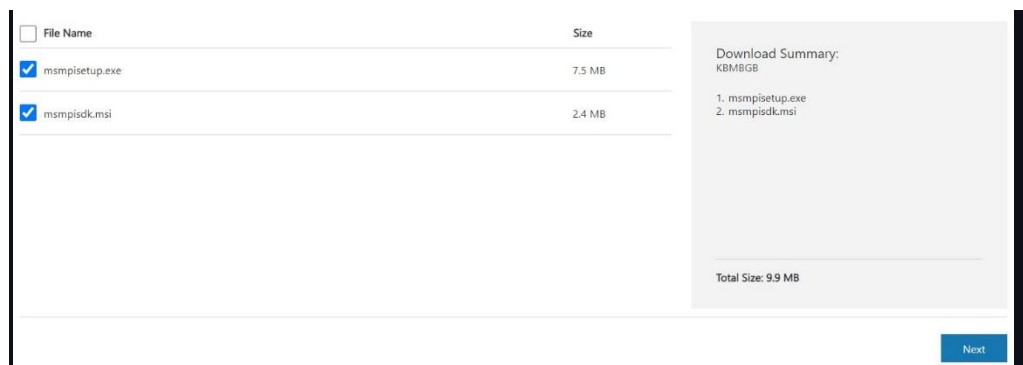 File Name Size
msmpisetup.exe 7.5 MB
msmpisdk.msi 2.4 MB
Download Summary:
KBMBGB
1. msmpisetup.exe
2. msmpisdk.msi
Total Size: 9.9 MB
Next